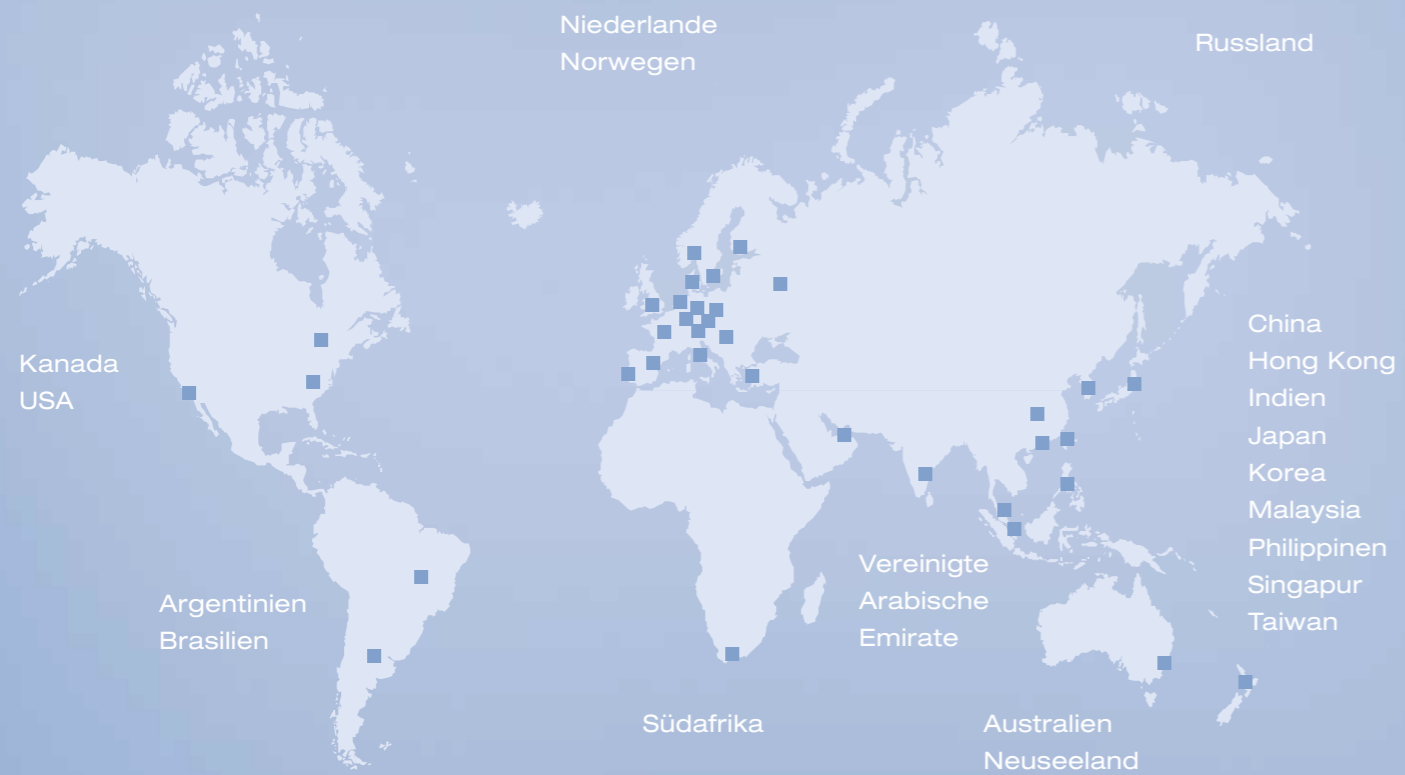 Niederlande
Norwegen
Russland
Kanada
USA
China
Hong Kong
Indien
Japan
Korea
Malaysia
Philippinen
Singapur
Taiwan
Vereinigte
Arabische
Emirate
Argentinien
Brasilien
Südafrika
Australien
Neuseeland